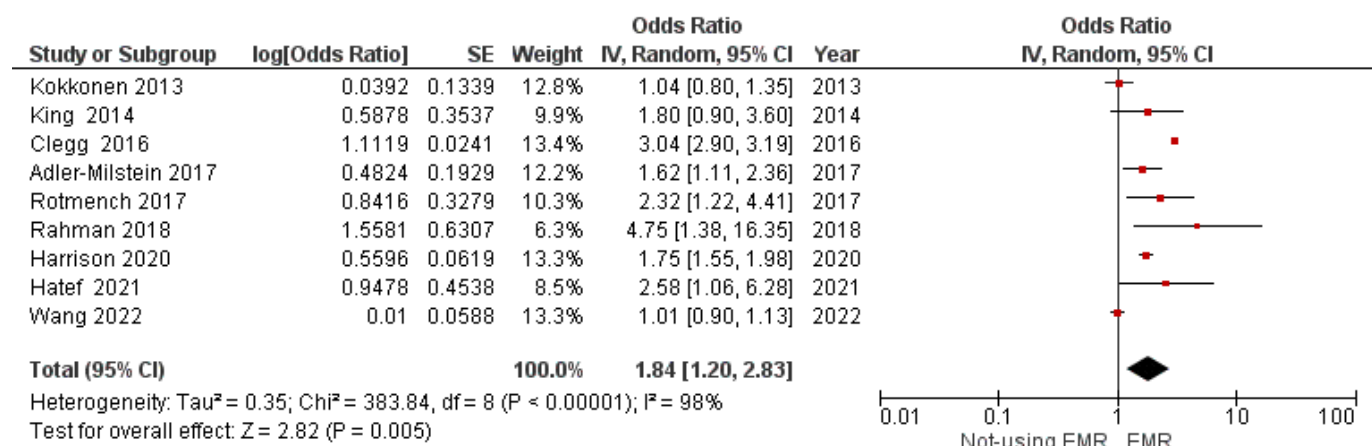 Odds Ratio Odds Ratio
Study or Subgroup log[Odds Ratio] SE Weight IV, Random, 95% CI Year IV, Random, 95% CI
Kokkonen 2013 0.0392 0.1339 12.8% 1.04 [0.80, 1.35] 2013
King 2014 0.5878 0.3537 9.9% 1.80 [0.90, 3.60] 2014
Clegg 2016 1.1119 0.0241 13.4% 3.04 [2.90, 3.19] 2016
Adler-Milstein 2017 0.4824 0.1929 12.2% 1.62 [1.11, 2.36] 2017
Rotmench 2017 0.8416 0.3279 10.3% 2.32 [1.22, 4.41] 2017
Rahman 2018 1.5581 0.6307 6.3% 4.75 [1.38, 16.35] 2018
Harrison 2020 0.5596 0.0619 13.3% 1.75 [1.55, 1.98] 2020
Hatef 2021 0.9478 0.4538 8.5% 2.58 [1.06, 6.28] 2021
Wang 2022 0.01 0.0588 13.3% 1.01 [0.90, 1.13] 2022
Total (95% CI) 100.0% 1.84 [1.20, 2.83]
Heterogeneity: Tau² = 0.35; Chi² = 383.84, df = 8 (P < 0.00001); I² = 98%
Test for overall effect: Z = 2.82 (P = 0.005)
0.01 0.1 1 10 100
Not-using EMR EMR